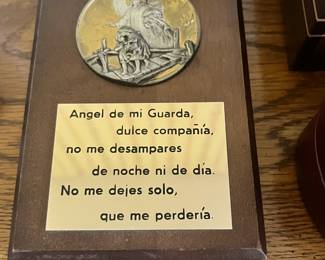 Angel de mi Guarda,
dulce compañía,
no me desampares
de noche ni de día.
No me dejes solo,
que me perdería.